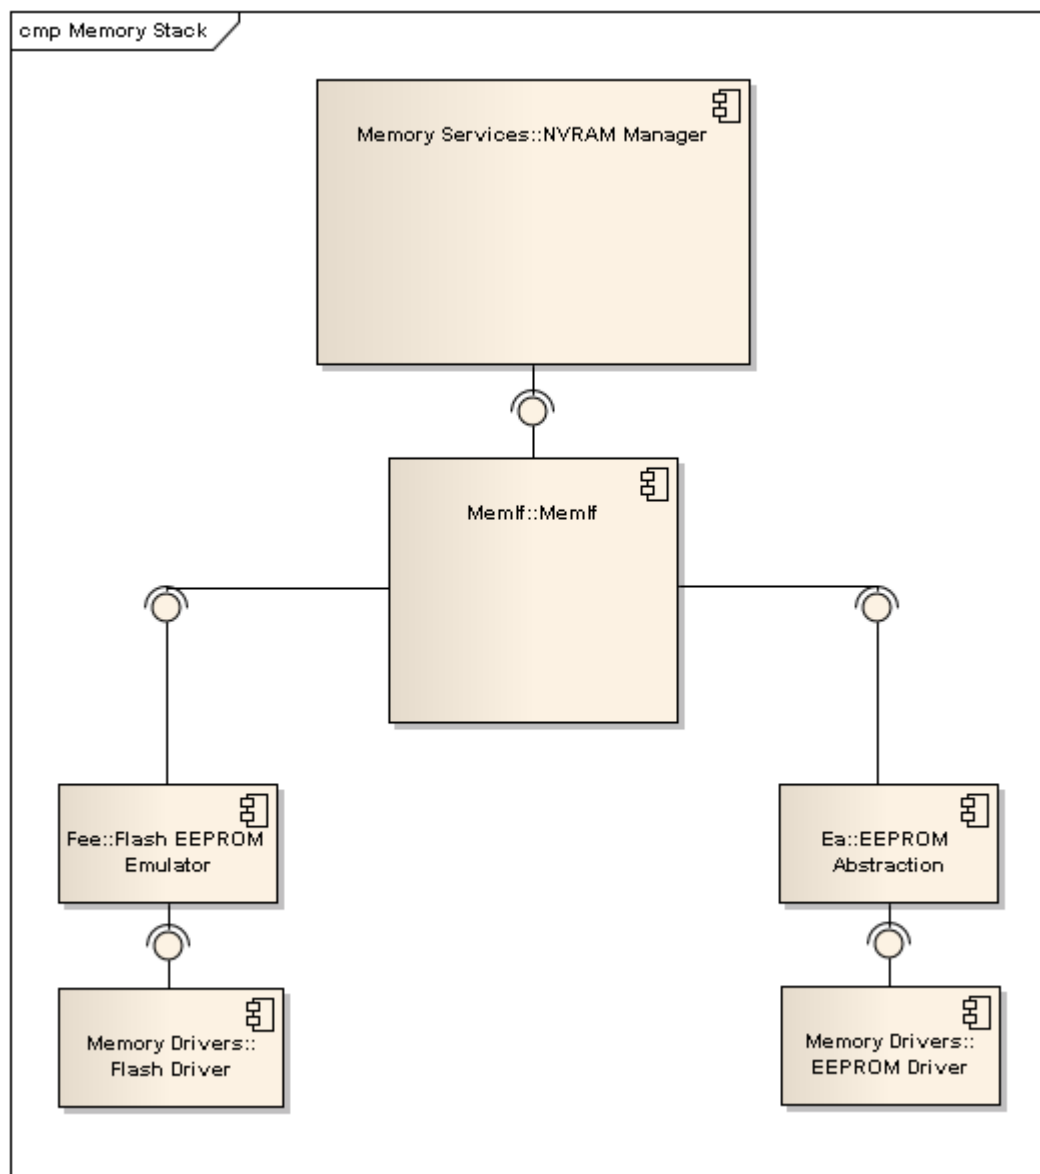 cmp Memory Stack
Memory Services::NVRAM Manager
MemIf::MemIf
Fee::Flash EEPROM
Emulator
Ea::EEPROM
Abstraction
Memory Drivers::
Flash Driver
Memory Drivers::
EEPROM Driver